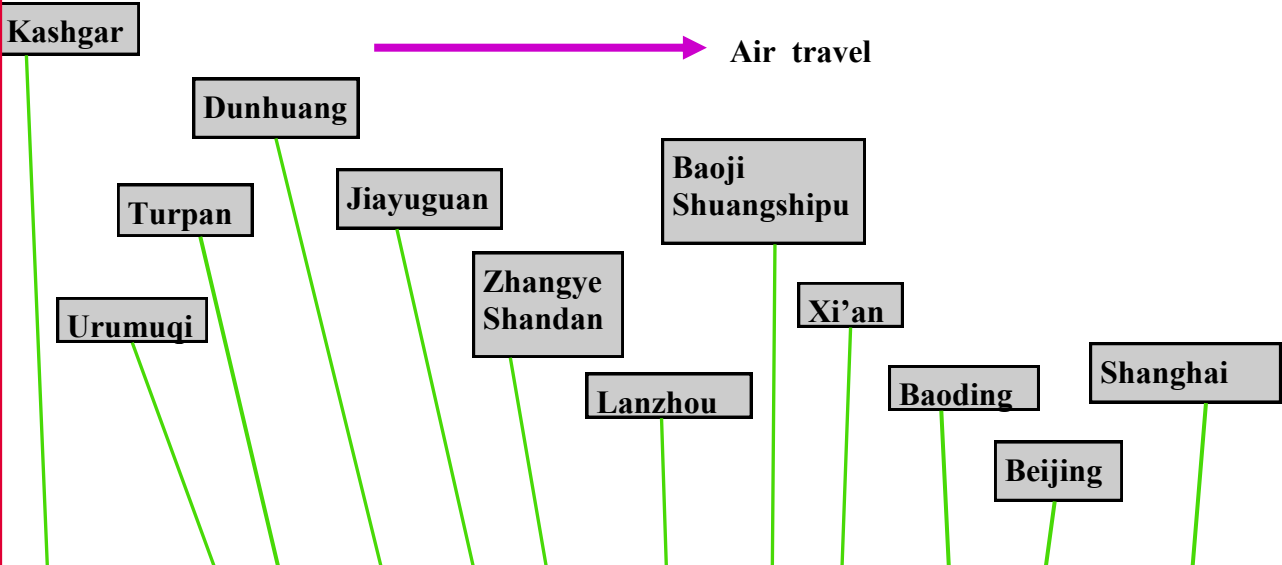 Kashgar
Air travel
Dunhuang
Baoji
Shuangshipu
Jiayuguan
Turpan
Zhangye
Shandan
Xi’an
Urumuqi
Shanghai
Lanzhou
Baoding
Beijing